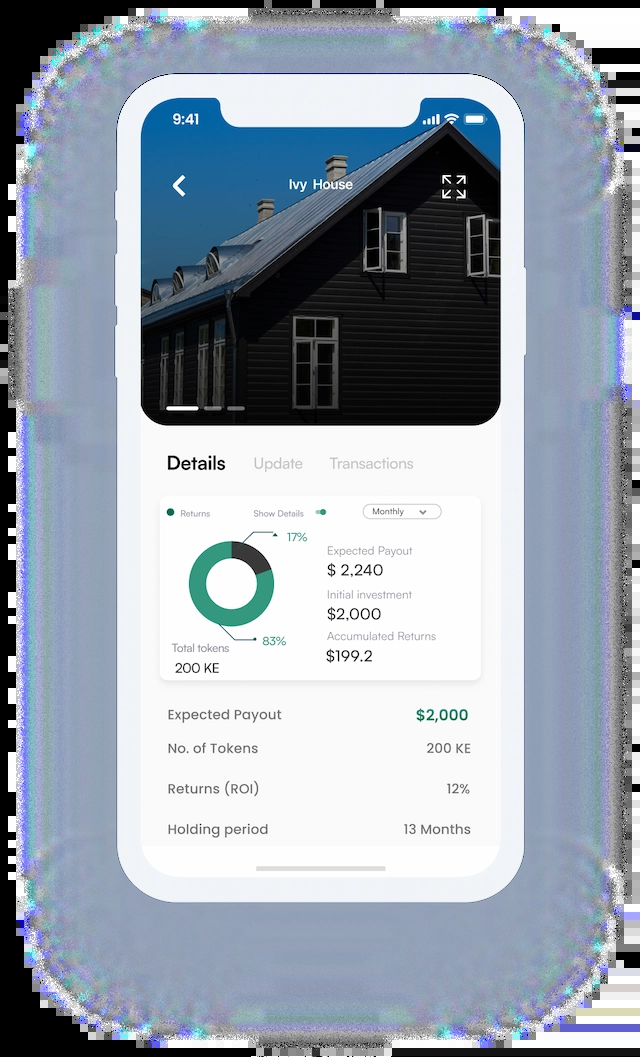 9:41
Ivy House
Details Update Transactions
Returns Show Details Monthly
17%
Expected Payout
$ 2,240
Initial investment
$2,000
Accumulated Returns
$199.2
83%
Total tokens
200 KE
Expected Payout $2,000
No. of Tokens 200 KE
Returns (ROI) 12%
Holding period 13 Months